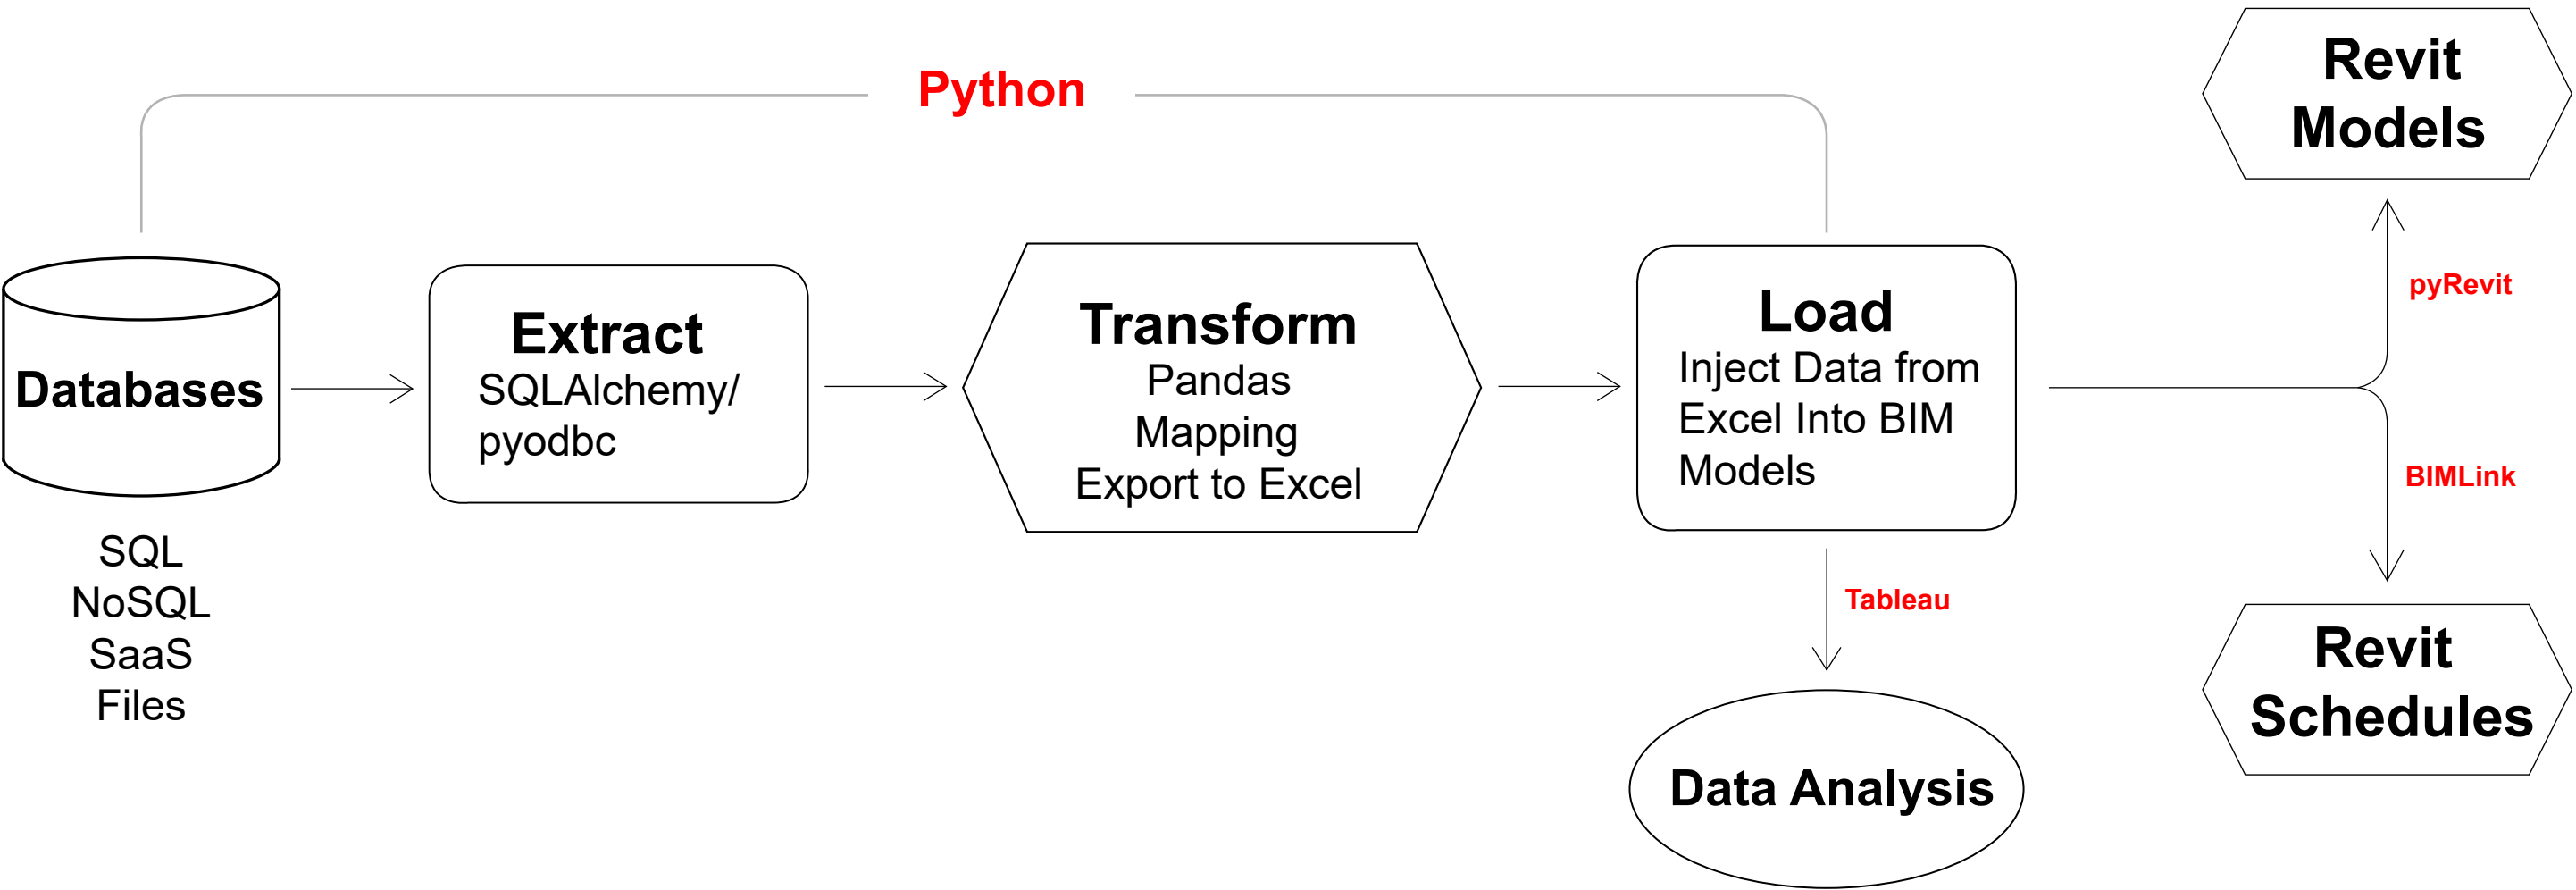 Python
Databases
SQL
NoSQL
SaaS
Files
Extract
SQLAlchemy/
pyodbc
Transform
Pandas
Mapping
Export to Excel
Load
Inject Data from
Excel Into BIM
Models
Tableau
Data Analysis
pyRevit
Revit
Models
BIMLink
Revit
Schedules